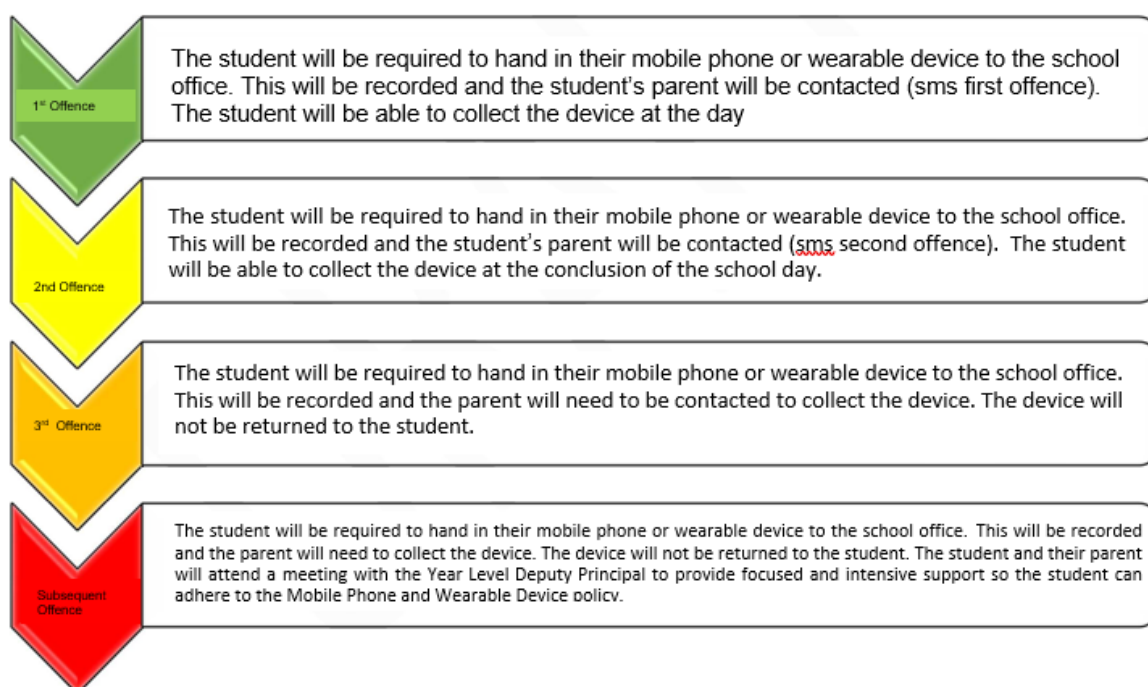 1st Offence
The student will be required to hand in their mobile phone or wearable device to the school
office. This will be recorded and the student's parent will be contacted (sms first offence).
The student will be able to collect the device at the day
2nd Offence
The student will be required to hand in their mobile phone or wearable device to the school office.
This will be recorded and the student's parent will be contacted (sms second offence).  The student
will be able to collect the device at the conclusion of the school day.
3rd Offence
The student will be required to hand in their mobile phone or wearable device to the school office.
This will be recorded and the parent will need to be contacted to collect the device. The device will
not be returned to the student.
Subsequent
Offence
The student will be required to hand in their mobile phone or wearable device to the school office. This will be recorded
and the parent will need to collect the device. The device will not be returned to the student. The student and their parent
will attend a meeting with the Year Level Deputy Principal to provide focused and intensive support so the student can
adhere to the Mobile Phone and Wearable Device policy.